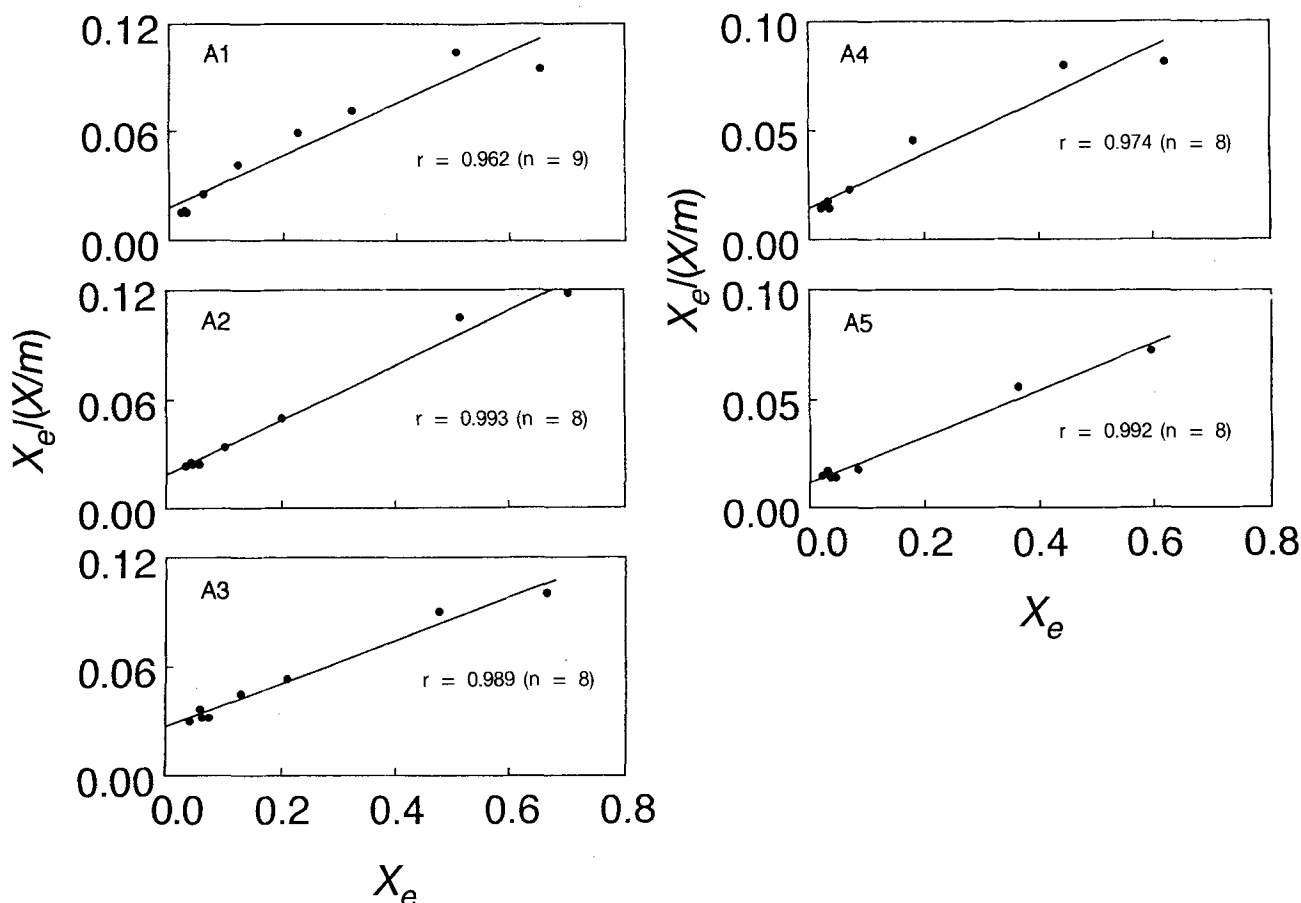 X_e/(X/m)
0.12
0.06
0.00
A1
r = 0.962 (n = 9)
0.12
0.06
0.00
A2
r = 0.993 (n = 8)
0.12
0.06
0.00
A3
r = 0.989 (n = 8)
0.0 0.2 0.4 0.6 0.8
X_e
X_e/(X/m)
0.10
0.05
0.00
A4
r = 0.974 (n = 8)
0.10
0.05
0.00
A5
r = 0.992 (n = 8)
0.0 0.2 0.4 0.6 0.8
X_e